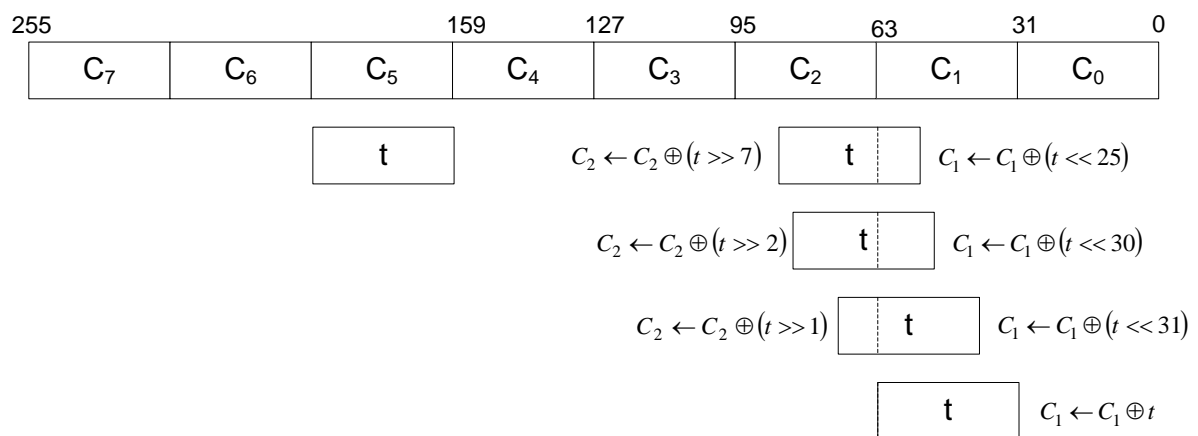 255 159 127 95 63 31 0
C₇ C₆ C₅ C₄ C₃ C₂ C₁ C₀
t C₂ ← C₂ ⊕ (t >> 7) t C₁ ← C₁ ⊕ (t << 25)
C₂ ← C₂ ⊕ (t >> 2) t C₁ ← C₁ ⊕ (t << 30)
C₂ ← C₂ ⊕ (t >> 1) t C₁ ← C₁ ⊕ (t << 31)
t C₁ ← C₁ ⊕ t